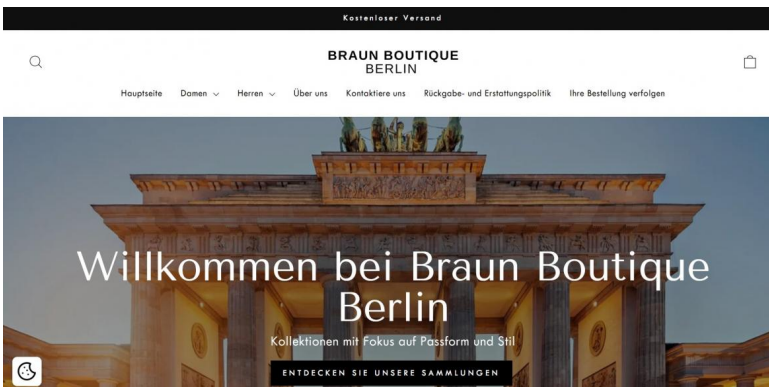 Kostenloser Versand
BRAUN BOUTIQUE
BERLIN
Hauptseite Damen Herren Über uns Kontaktiere uns Rückgabe- und Erstattungspolitik Ihre Bestellung verfolgen
Willkommen bei Braun Boutique
Berlin
Kollektionen mit Fokus auf Passform und Stil
ENTDECKEN SIE UNSERE SAMMLUNGEN